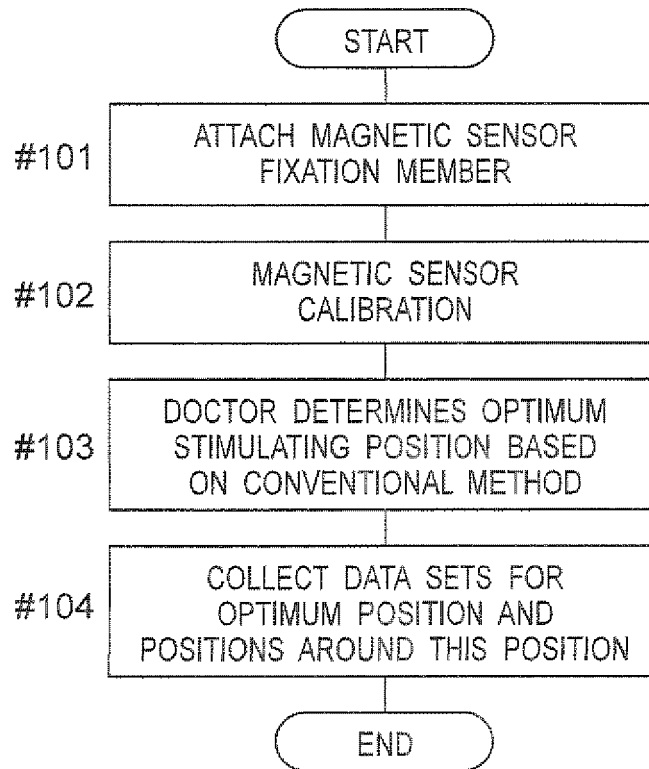 START
#101
ATTACH MAGNETIC SENSOR
FIXATION MEMBER
#102
MAGNETIC SENSOR
CALIBRATION
#103
DOCTOR DETERMINES OPTIMUM
STIMULATING POSITION BASED
ON CONVENTIONAL METHOD
#104
COLLECT DATA SETS FOR
OPTIMUM POSITION AND
POSITIONS AROUND THIS POSITION
END